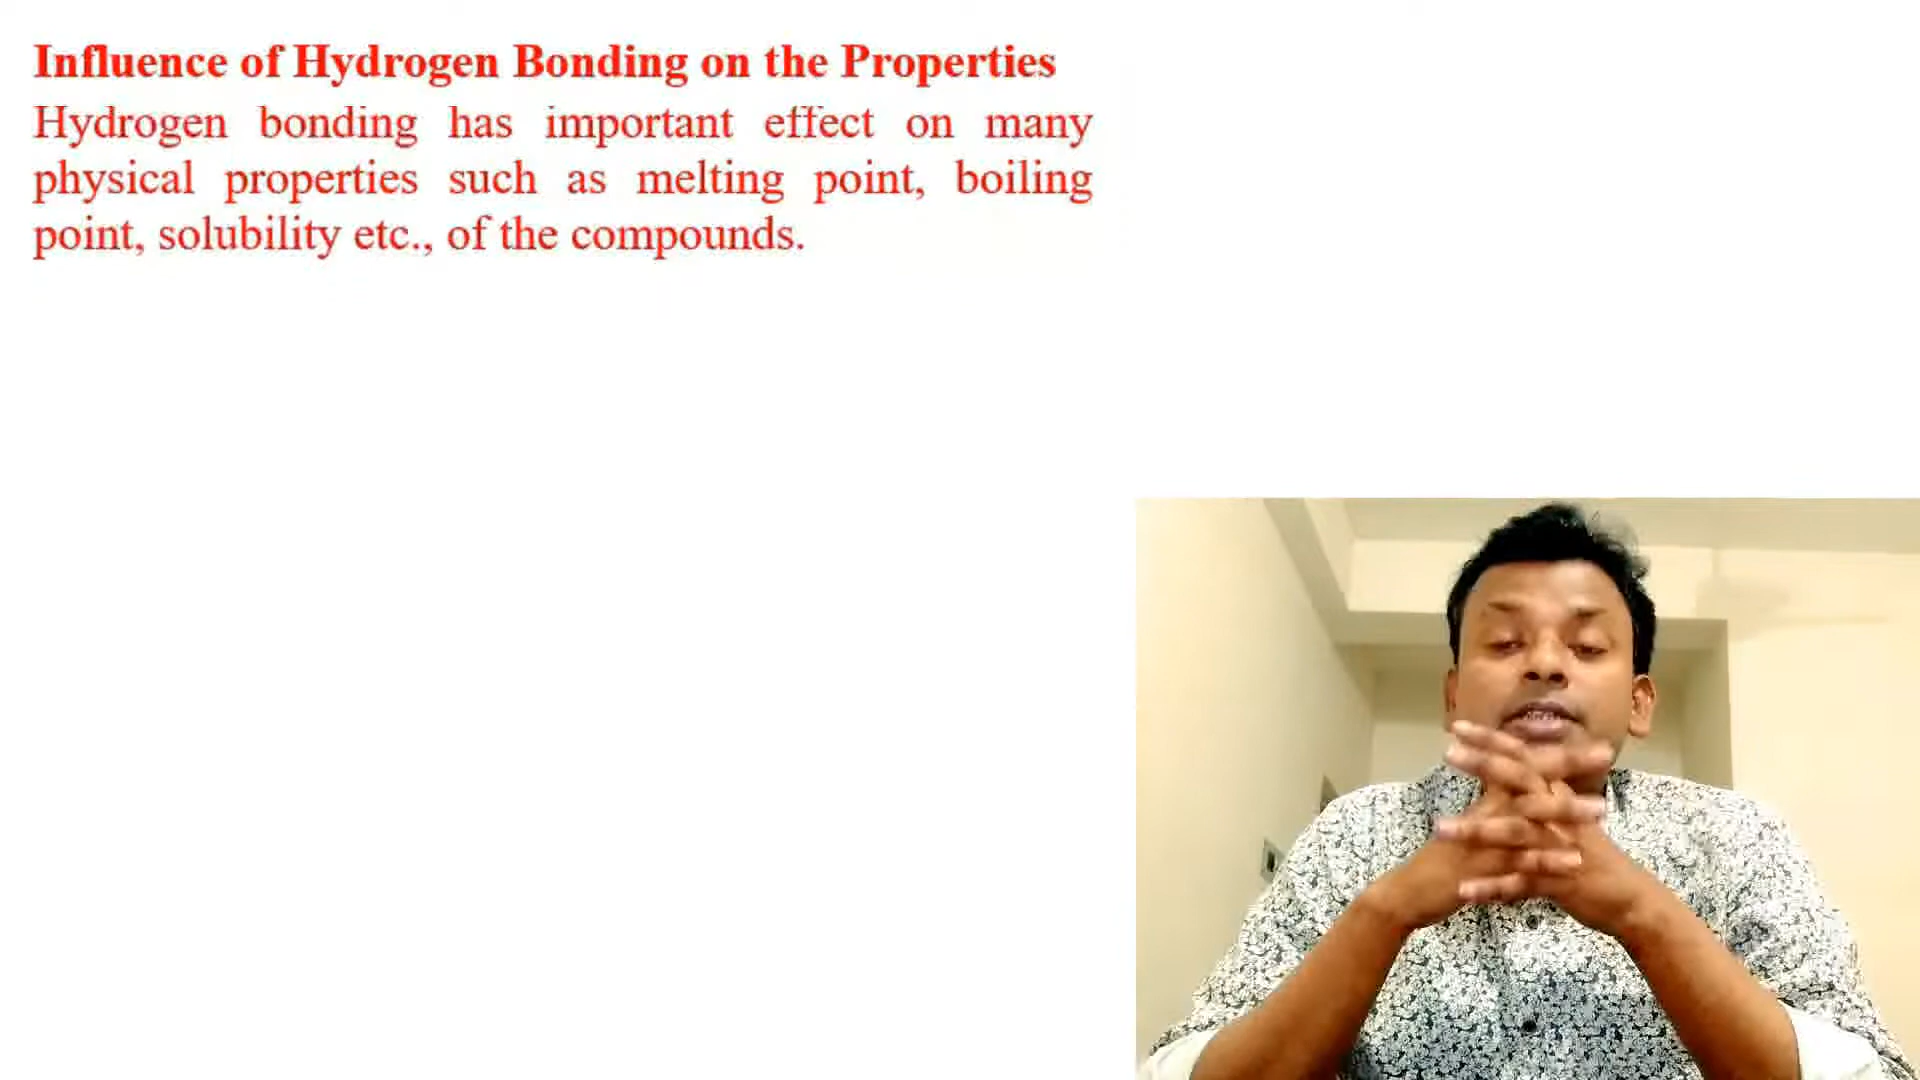 Influence of Hydrogen Bonding on the Properties
Hydrogen bonding has important effect on many
physical properties such as melting point, boiling
point, solubility etc., of the compounds.